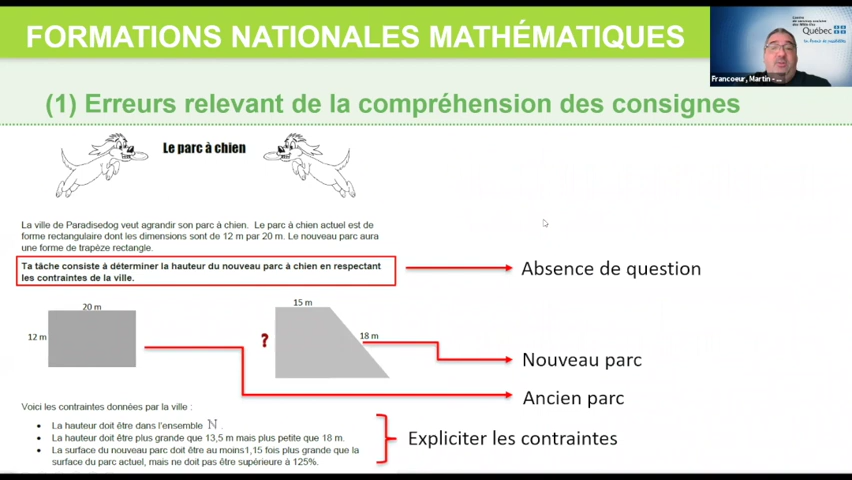 FORMATIONS NATIONALES MATHÉMATIQUES
Québec
Francoeur, Martin - ...
(1) Erreurs relevant de la compréhension des consignes
Le parc à chien
La ville de Paradisedog veut agrandir son parc à chien. Le parc à chien actuel est de
forme rectangulaire dont les dimensions sont de 12 m par 20 m. Le nouveau parc aura
une forme de trapèze rectangle.
Ta tâche consiste à déterminer la hauteur du nouveau parc à chien en respectant
les contraintes de la ville.
Absence de question
20 m
15 m
12 m
?
18 m
Nouveau parc
Ancien parc
Voici les contraintes données par la ville :
• La hauteur doit être dans l'ensemble N .
• La hauteur doit être plus grande que 13,5 m mais plus petite que 18 m.
• La surface du nouveau parc doit être au moins1,15 fois plus grande que la
surface du parc actuel, mais ne doit pas être supérieure à 125%.
Expliciter les contraintes